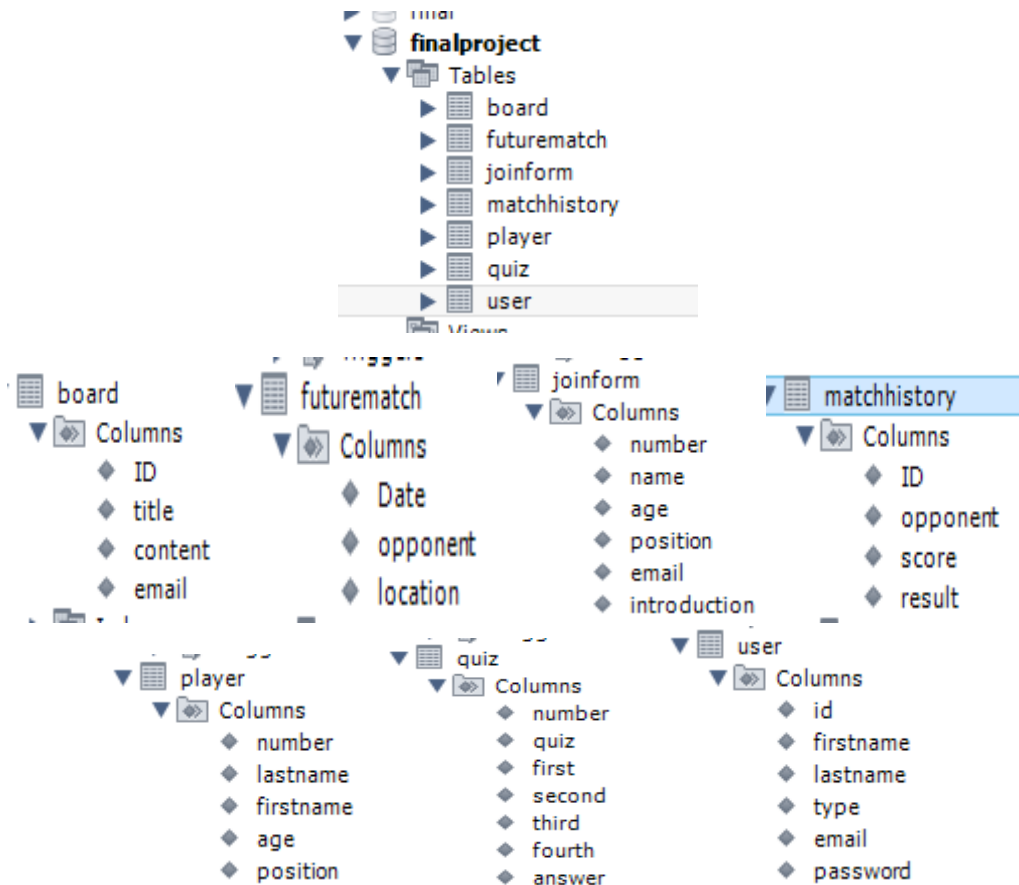 finalproject
Tables
board
futurematch
joinform
matchhistory
player
quiz
user
Views
board
Columns
ID
title
content
email
futurematch
Columns
Date
opponent
location
joinform
Columns
number
name
age
position
email
introduction
matchhistory
Columns
ID
opponent
score
result
player
Columns
number
lastname
firstname
age
position
quiz
Columns
number
quiz
first
second
third
fourth
answer
user
Columns
id
firstname
lastname
type
email
password